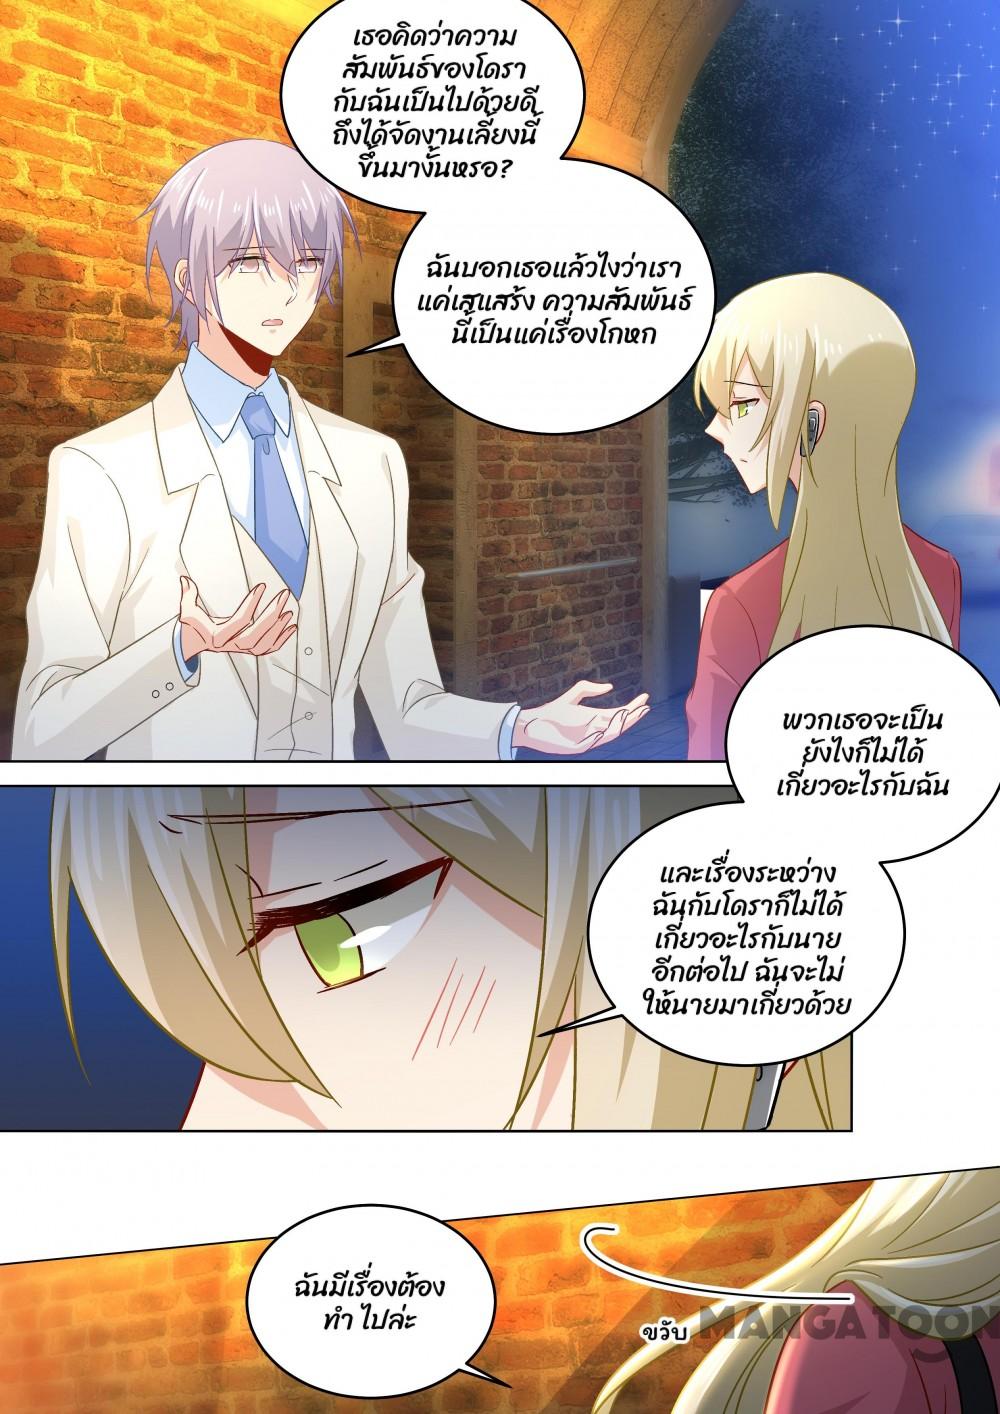 เธอคิดว่าความ
สัมพันธ์ของโดรา
กับฉันเป็นไปด้วยดี
ถึงได้จัดงานเลี้ยงนี้
ขึ้นมางั้นหรอ?
ฉันบอกเธอแล้วไงว่าเรา
แค่เสแสร้ง ความสัมพันธ์
นี้เป็นแค่เรื่องโกหก
พวกเธอจะเป็น
ยังไงก็ไม่ได้
เกี่ยวอะไรกับฉัน
และเรื่องระหว่าง
ฉันกับโดราก็ไม่ได้
เกี่ยวอะไรกับนาย
อีกต่อไป ฉันจะไม่
ให้นายมาเกี่ยวด้วย
ฉันมีเรื่องต้อง
ทำ ไปล่ะ
ขวับ
MANGATOON